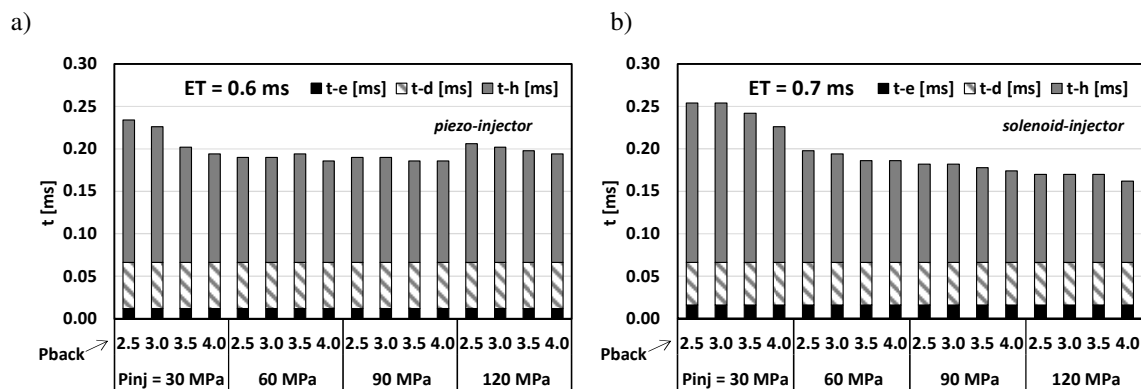 a)
0.30
0.25
0.20
0.15
0.10
0.05
0.00
t [ms]
ET = 0.6 ms
t-e [ms] t-d [ms] t-h [ms]
piezo-injector
Pback
2.5 3.0 3.5 4.0 2.5 3.0 3.5 4.0 2.5 3.0 3.5 4.0 2.5 3.0 3.5 4.0
Pinj = 30 MPa 60 MPa 90 MPa 120 MPa
b)
0.30
0.25
0.20
0.15
0.10
0.05
0.00
t [ms]
ET = 0.7 ms
t-e [ms] t-d [ms] t-h [ms]
solenoid-injector
Pback
2.5 3.0 3.5 4.0 2.5 3.0 3.5 4.0 2.5 3.0 3.5 4.0 2.5 3.0 3.5 4.0
Pinj = 30 MPa 60 MPa 90 MPa 120 MPa